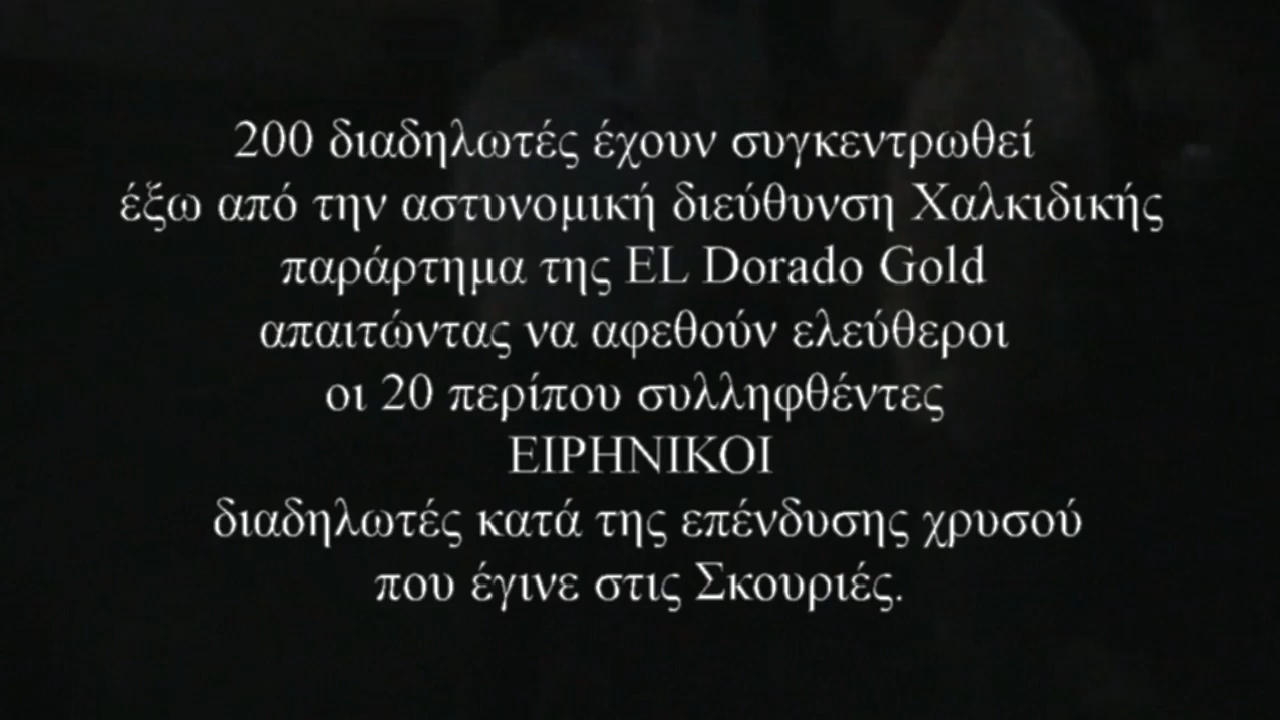 200 διαδηλωτές έχουν συγκεντρωθεί
έξω από την αστυνομική διεύθυνση Χαλκιδικής
παράρτημα της EL Dorado Gold
απαιτώντας να αφεθούν ελεύθεροι
οι 20 περίπου συλληφθέντες
ΕΙΡΗΝΙΚΟΙ
διαδηλωτές κατά της επένδυσης χρυσού
που έγινε στις Σκουριές.